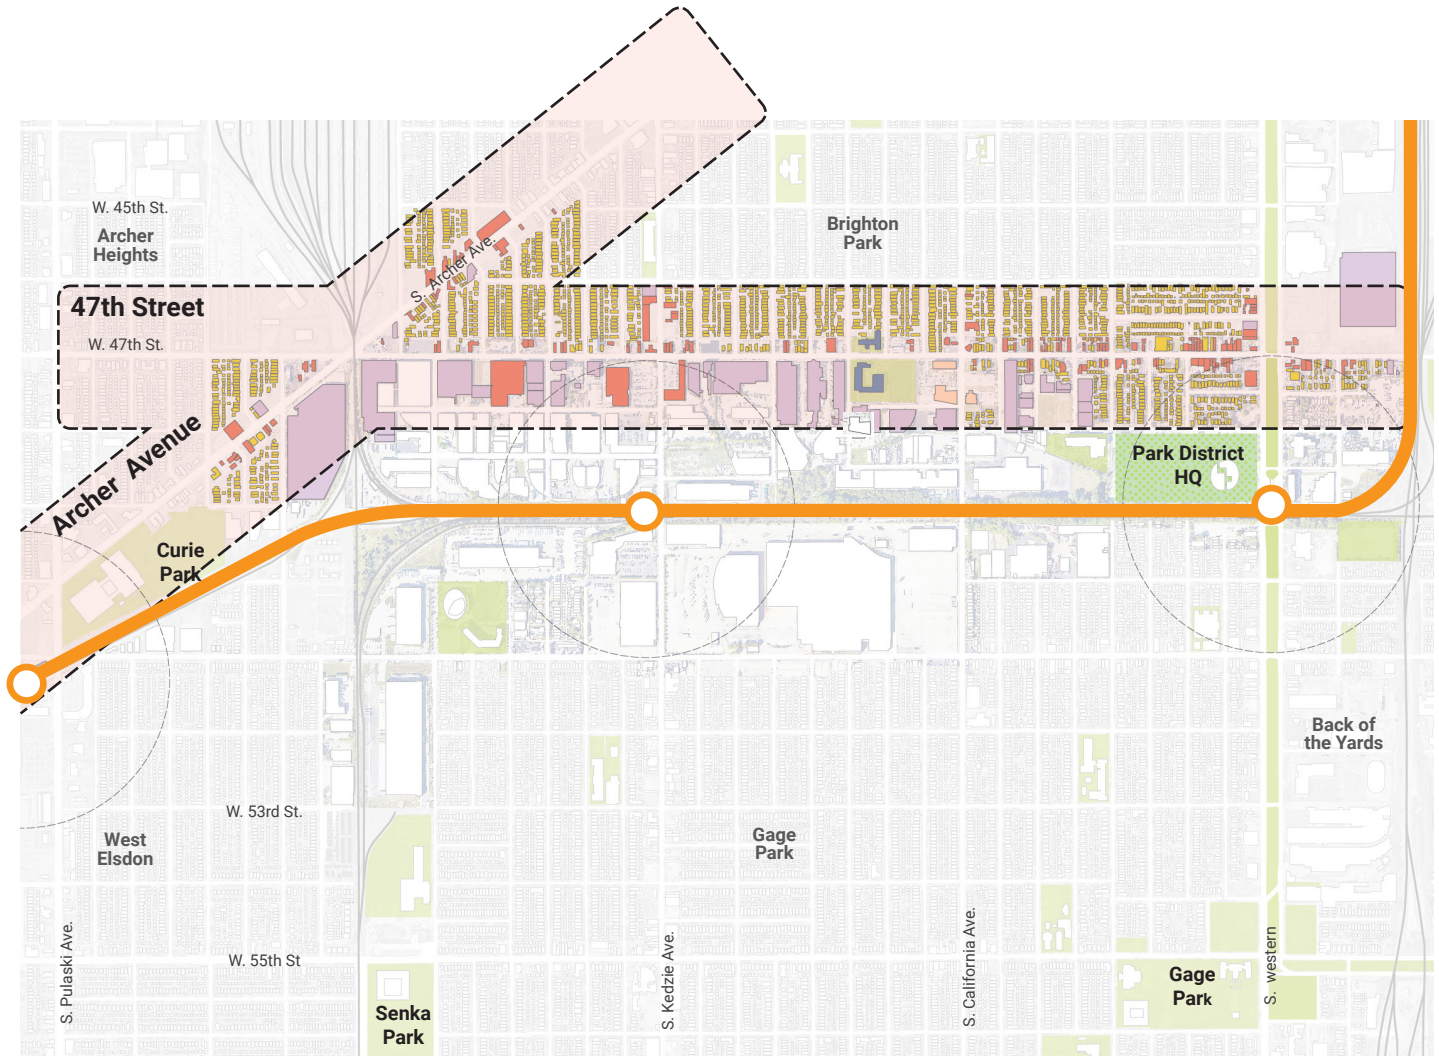 W. 45th St.
Archer
Heights
Brighton
Park
S. Archer Ave.
47th Street
W. 47th St.
Archer Avenue
Park District
HQ
Curie
Park
Back of
the Yards
W. 53rd St.
West
Elsdon
Gage
Park
S. Pulaski Ave.
W. 55th St
S. Kedzie Ave.
S. California Ave.
S. western
Senka
Park
Gage
Park